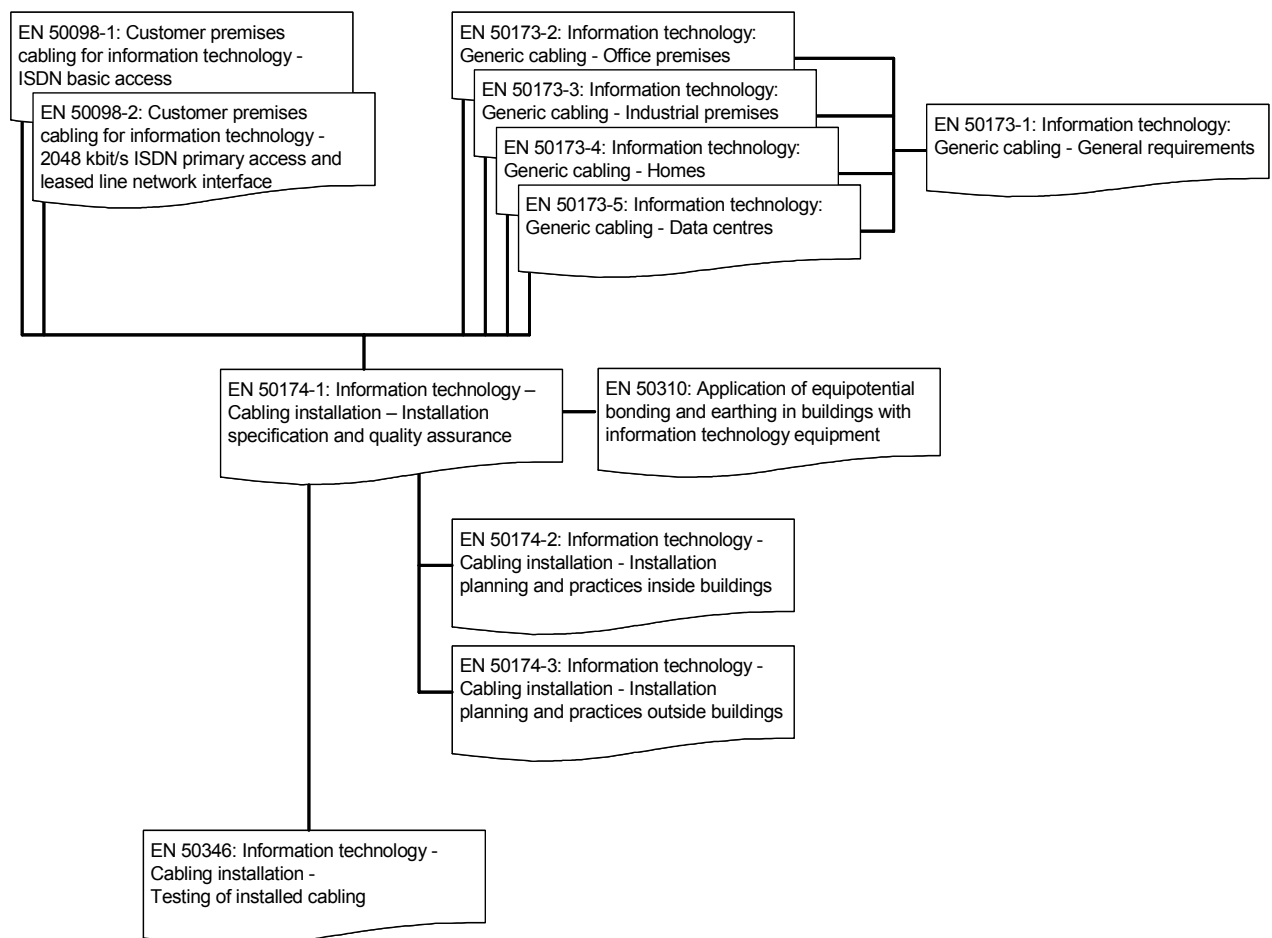 EN 50098-1: Customer premises
cabling for information technology -
ISDN basic access
EN 50098-2: Customer premises
cabling for information technology -
2048 kbit/s ISDN primary access and
leased line network interface
EN 50173-2: Information technology:
Generic cabling - Office premises
EN 50173-3: Information technology:
Generic cabling - Industrial premises
EN 50173-4: Information technology:
Generic cabling - Homes
EN 50173-5: Information technology:
Generic cabling - Data centres
EN 50173-1: Information technology:
Generic cabling - General requirements
EN 50174-1: Information technology –
Cabling installation – Installation
specification and quality assurance
EN 50310: Application of equipotential
bonding and earthing in buildings with
information technology equipment
EN 50174-2: Information technology -
Cabling installation - Installation
planning and practices inside buildings
EN 50174-3: Information technology -
Cabling installation - Installation
planning and practices outside buildings
EN 50346: Information technology -
Cabling installation -
Testing of installed cabling